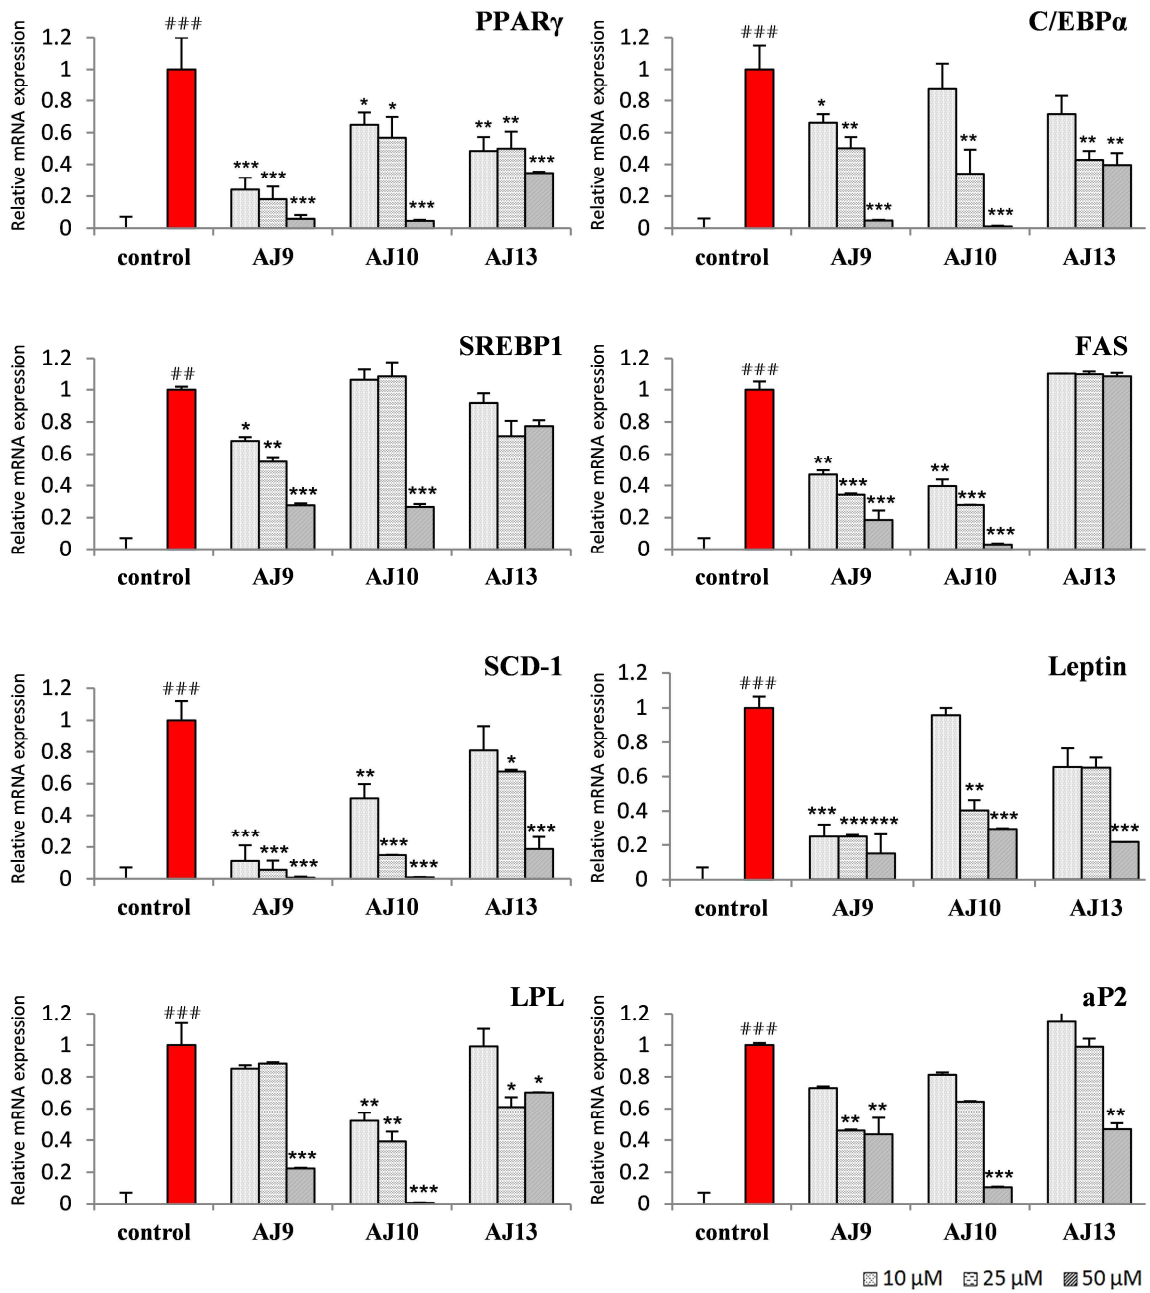 PPARγ
Relative mRNA expression
1.2
1
0.8
0.6
0.4
0.2
0
###
*** *** ***
* * ***
** ** ***
control AJ9 AJ10 AJ13
C/EBPα
Relative mRNA expression
1.2
1
0.8
0.6
0.4
0.2
0
###
* ** ***
** ***
** **
control AJ9 AJ10 AJ13
SREBP1
Relative mRNA expression
1.2
1
0.8
0.6
0.4
0.2
0
##
* ** ***
***
control AJ9 AJ10 AJ13
FAS
Relative mRNA expression
1.2
1
0.8
0.6
0.4
0.2
0
###
** *** ***
** *** ***
control AJ9 AJ10 AJ13
SCD-1
Relative mRNA expression
1.2
1
0.8
0.6
0.4
0.2
0
###
*** *** ***
** *** ***
* ***
control AJ9 AJ10 AJ13
Leptin
Relative mRNA expression
1.2
1
0.8
0.6
0.4
0.2
0
###
*** ******
** ***
***
control AJ9 AJ10 AJ13
LPL
Relative mRNA expression
1.2
1
0.8
0.6
0.4
0.2
0
###
***
** ** ***
* *
control AJ9 AJ10 AJ13
aP2
Relative mRNA expression
1.2
1
0.8
0.6
0.4
0.2
0
###
** **
***
**
control AJ9 AJ10 AJ13
10 μM 25 μM 50 μM